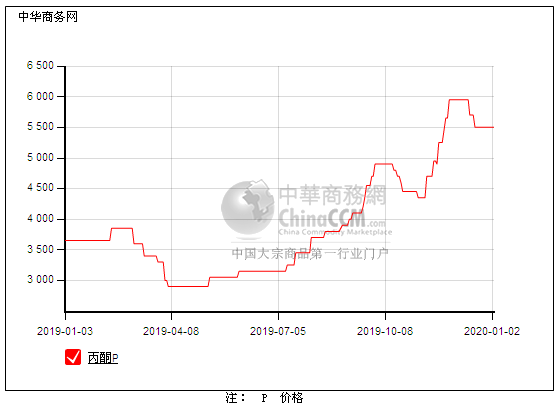 中华商务网
6 500
6 000
5 500
5 000
4 500
4 000
3 500
3 000
中華商務網
ChinaCCM.com
China Commodity Marketplace
中国大宗商品第一行业门户
2019-01-03 2019-04-08 2019-07-05 2019-10-08 2020-01-02
丙酮P
注： P 价格